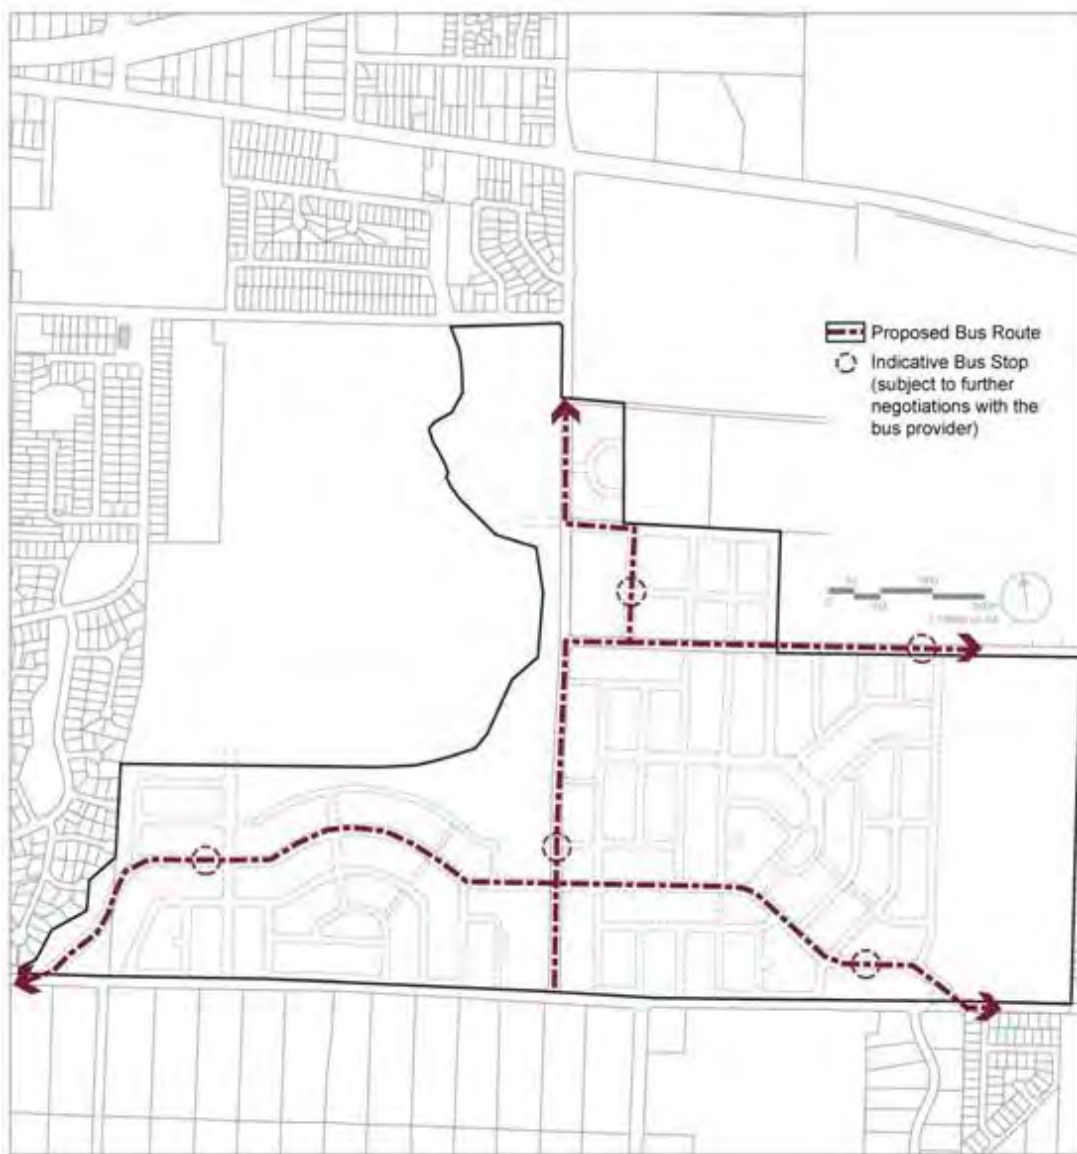 Proposed Bus Route
Indicative Bus Stop
(subject to further
negotiations with the
bus provider)